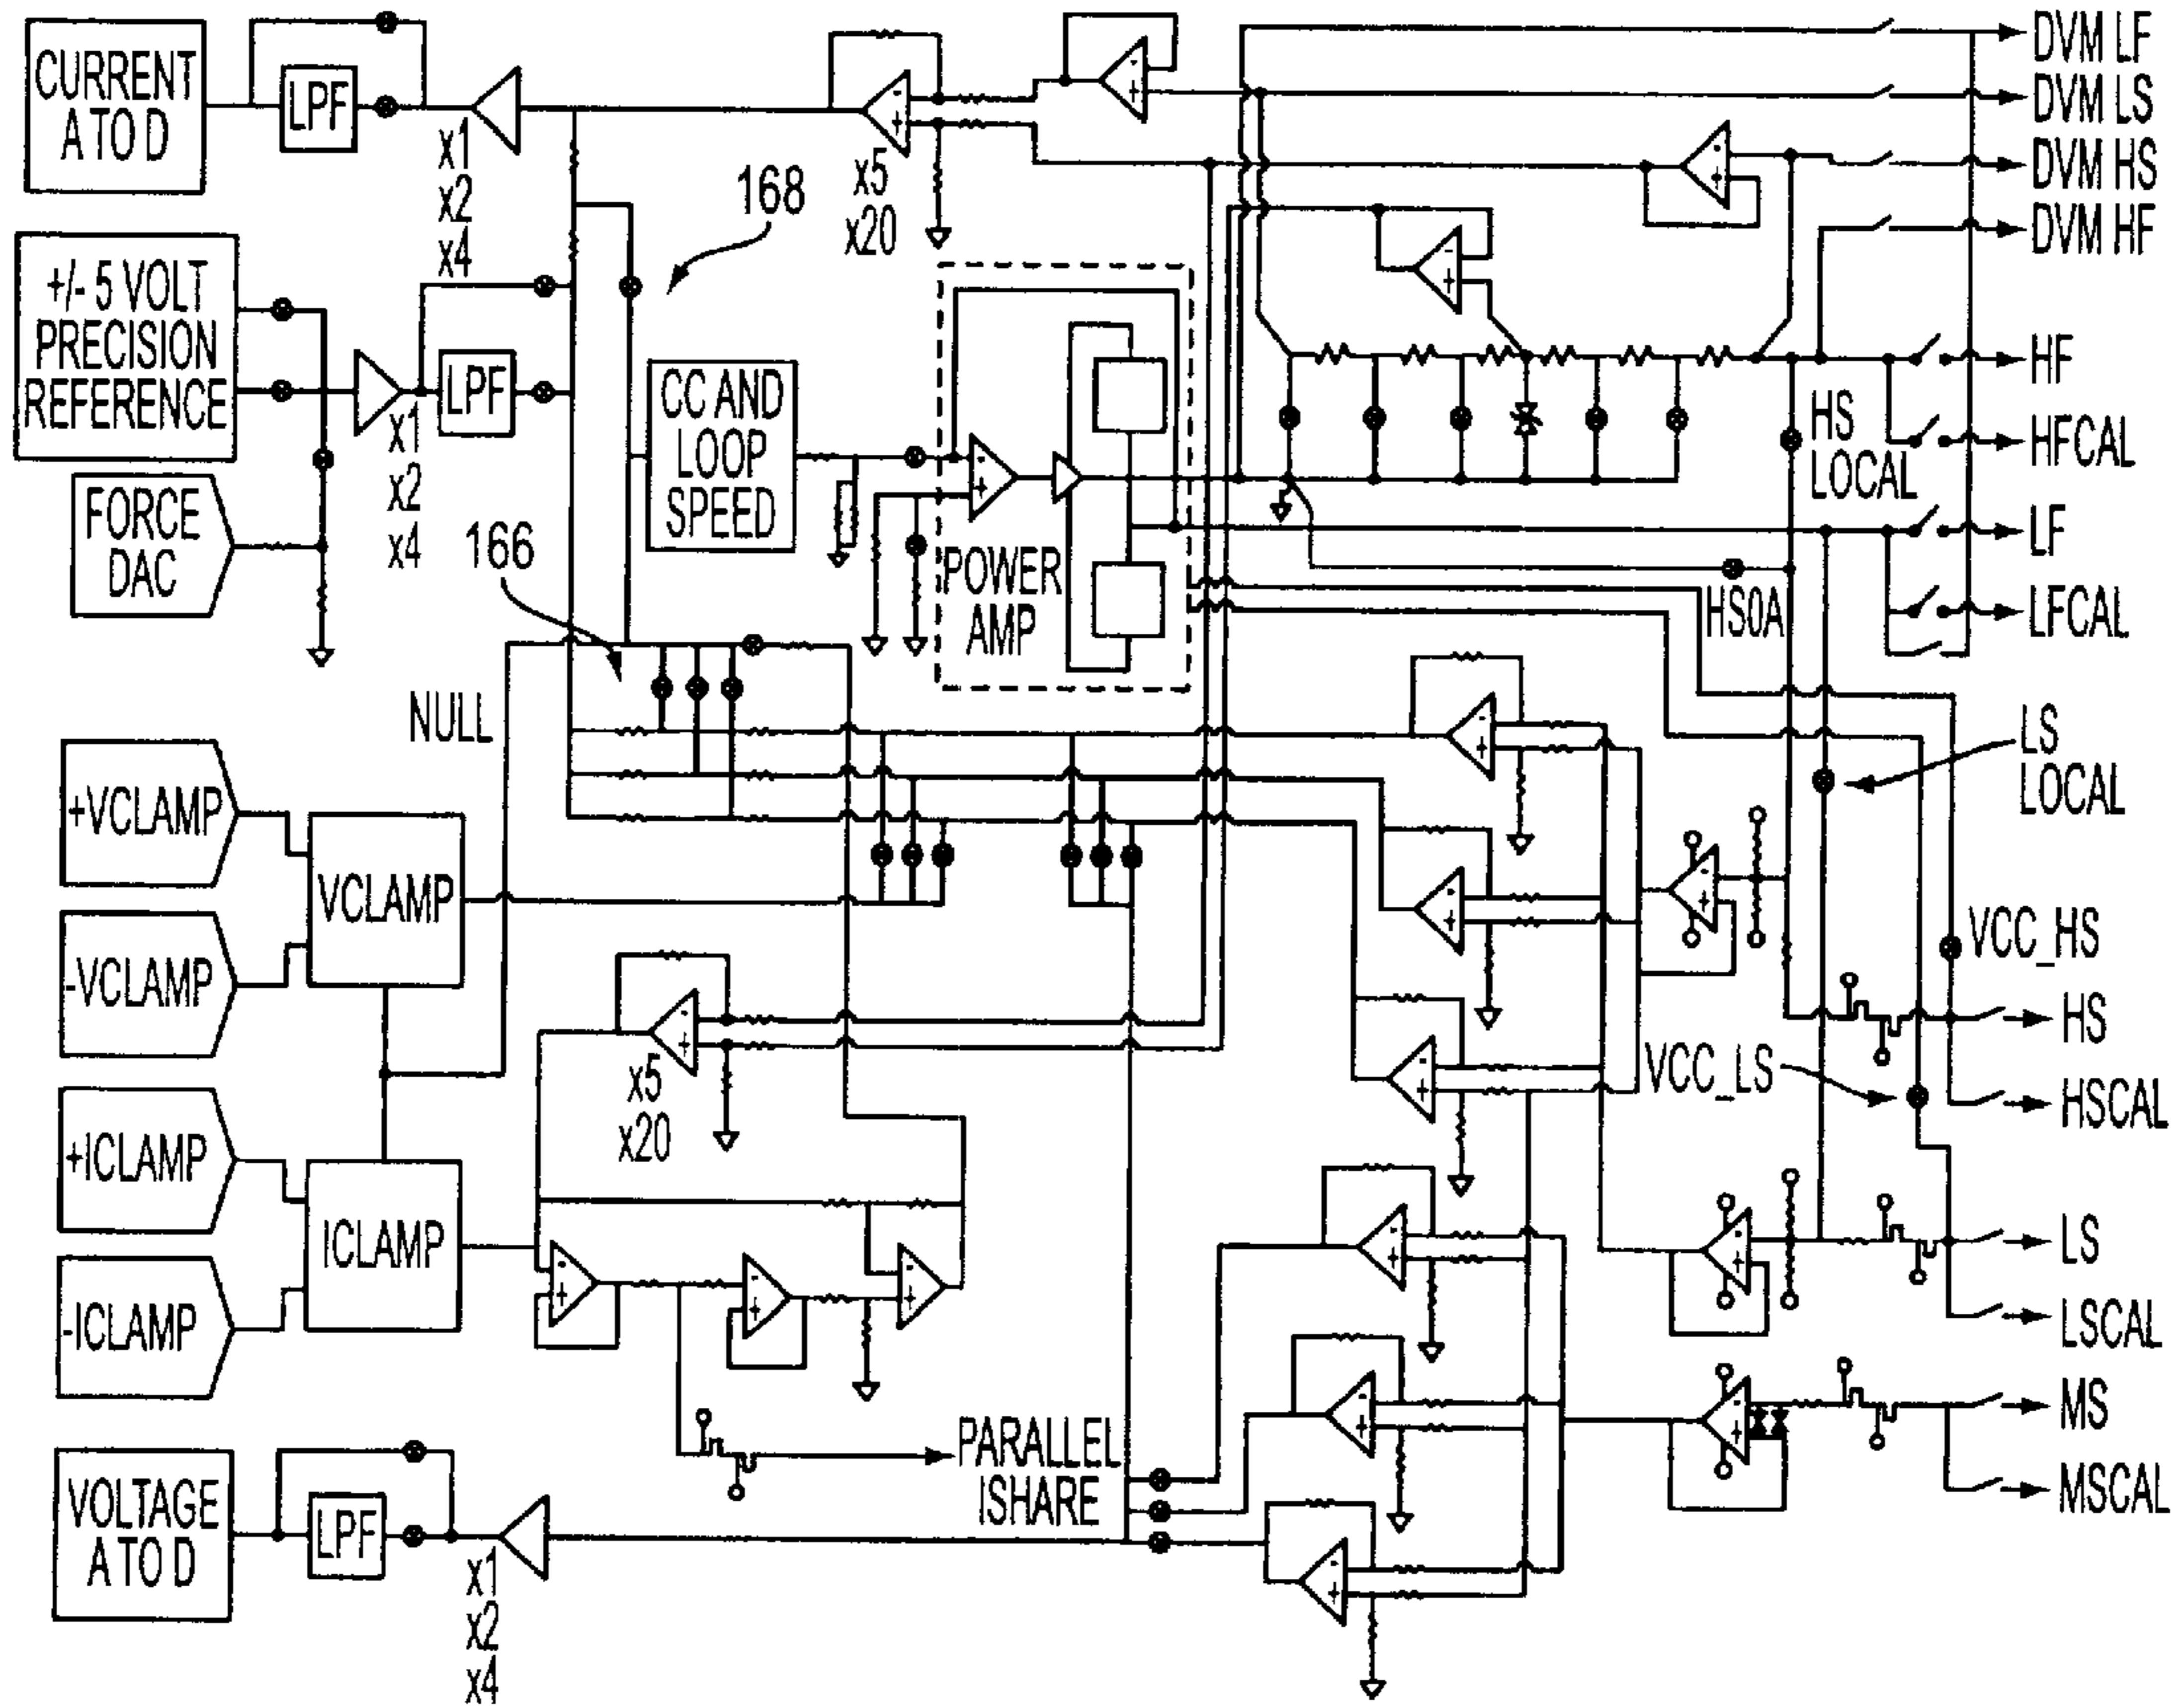 CURRENT
A TO D
LPF
x1
x2
x4
168
x5
x20
DVM LF
DVM LS
DVM HS
DVM HF
+/- 5 VOLT
PRECISION
REFERENCE
LPF
x1
x2
x4
FORCE
DAC
CC AND
LOOP
SPEED
-
+
POWER
AMP
HF
HS
LOCAL
HFCAL
LF
HS0A
LFCAL
166
NULL
LS
LOCAL
+VCLAMP
-VCLAMP
VCLAMP
VCC_HS
HS
VCC_LS
HSCAL
x5
x20
+ICLAMP
-ICLAMP
ICLAMP
LS
LSCAL
MS
MSCAL
PARALLEL
ISHARE
VOLTAGE
A TO D
LPF
x1
x2
x4